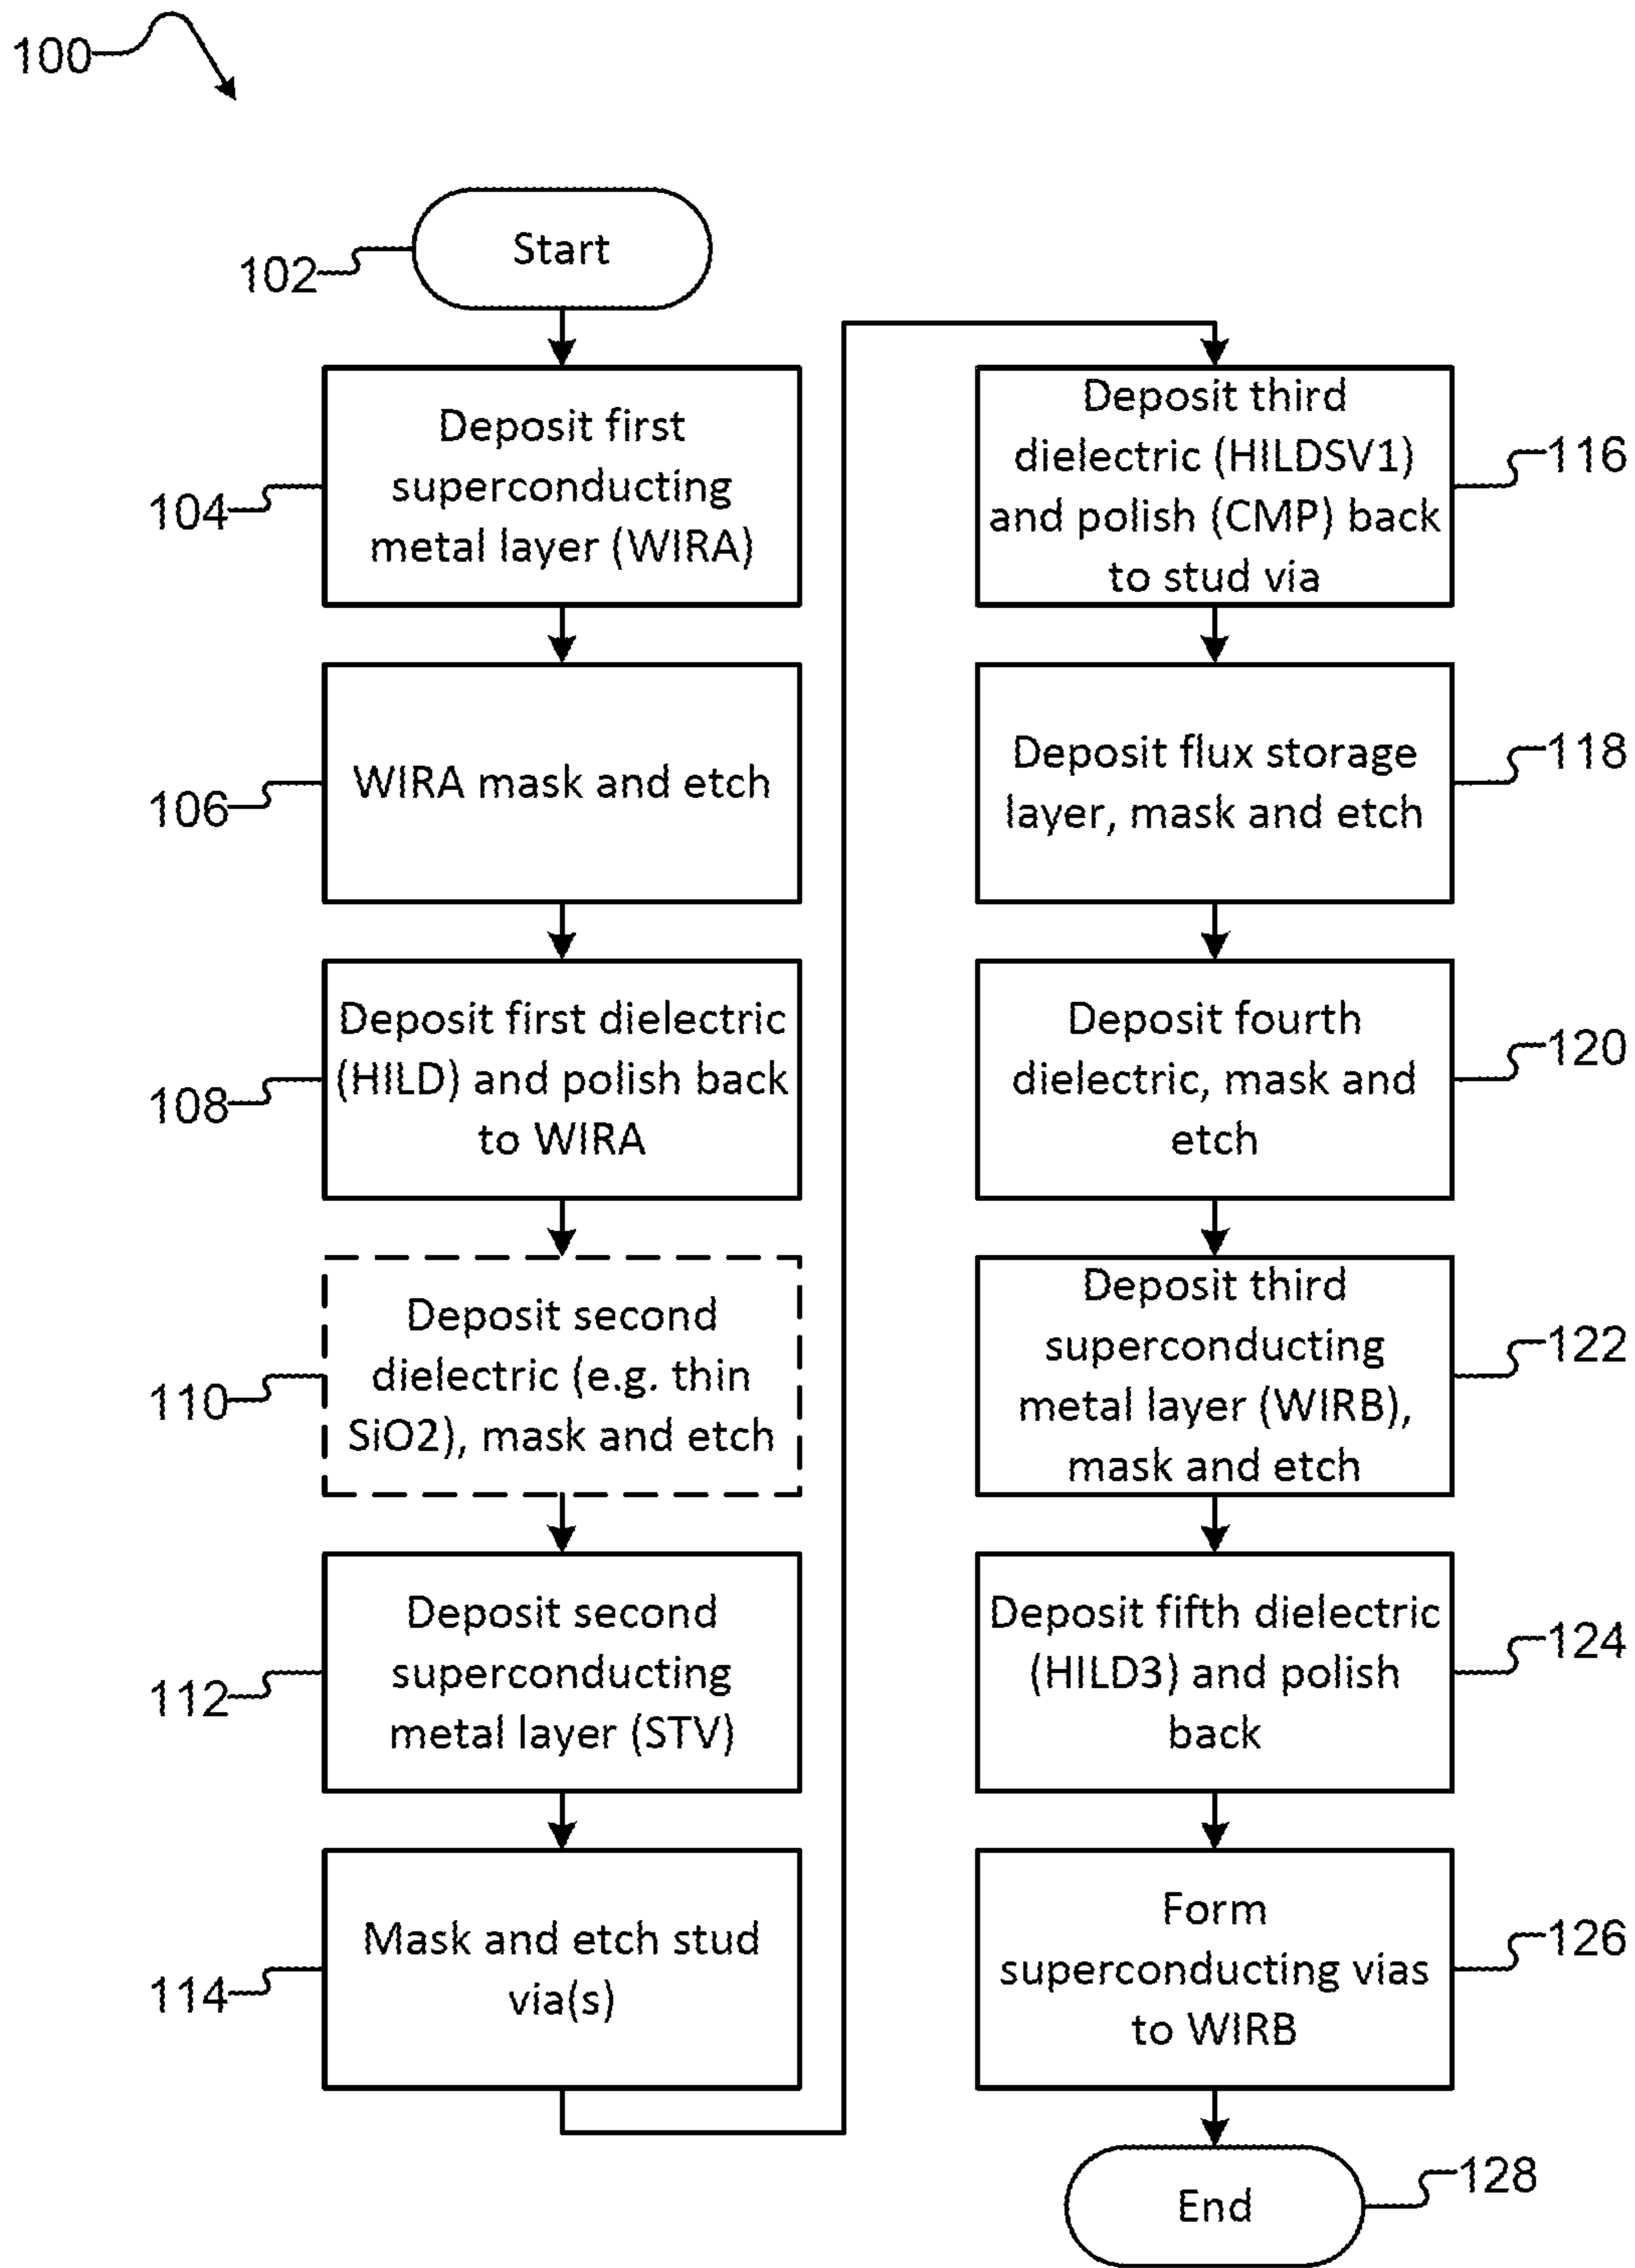 100
102
Start
104
Deposit first
superconducting
metal layer (WIRA)
106
WIRA mask and etch
108
Deposit first dielectric
(HILD) and polish back
to WIRA
110
Deposit second
dielectric (e.g. thin
SiO2), mask and etch
112
Deposit second
superconducting
metal layer (STV)
114
Mask and etch stud
via(s)
Deposit third
dielectric (HILDSV1)
and polish (CMP) back
to stud via
116
Deposit flux storage
layer, mask and etch
118
Deposit fourth
dielectric, mask and
etch
120
Deposit third
superconducting
metal layer (WIRB),
mask and etch
122
Deposit fifth dielectric
(HILD3) and polish
back
124
Form
superconducting vias
to WIRB
126
End
128